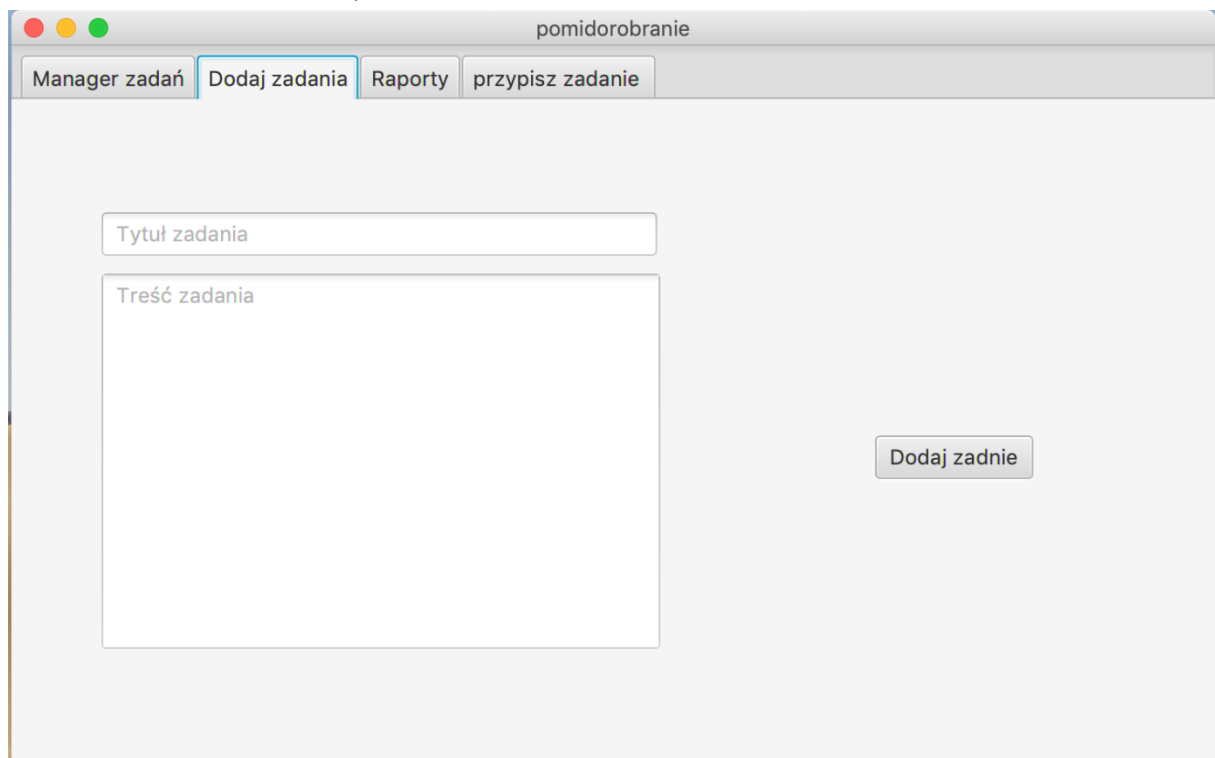 pomidorobranie
Manager zadań Dodaj zadania Raporty przypisz zadanie
Tytuł zadania
Treść zadania
Dodaj zadnie